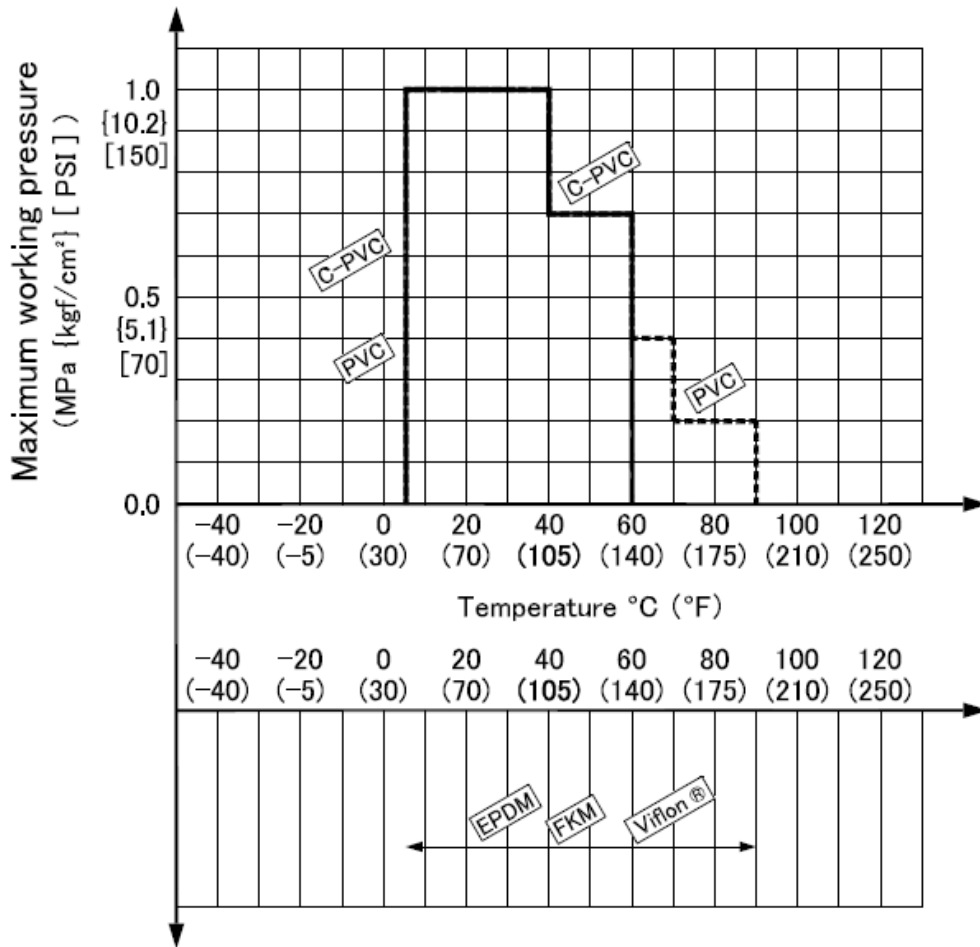 Maximum working pressure
(MPa {kgf/cm²} [ PSI ] )
1.0
{10.2}
[150]
C-PVC
C-PVC
0.5
{5.1}
[70]
PVC
PVC
0.0
-40 -20 0 20 40 60 80 100 120
(-40) (-5) (30) (70) (105) (140) (175) (210) (250)
Temperature °C (°F)
-40 -20 0 20 40 60 80 100 120
(-40) (-5) (30) (70) (105) (140) (175) (210) (250)
EPDM FKM Viflon ®